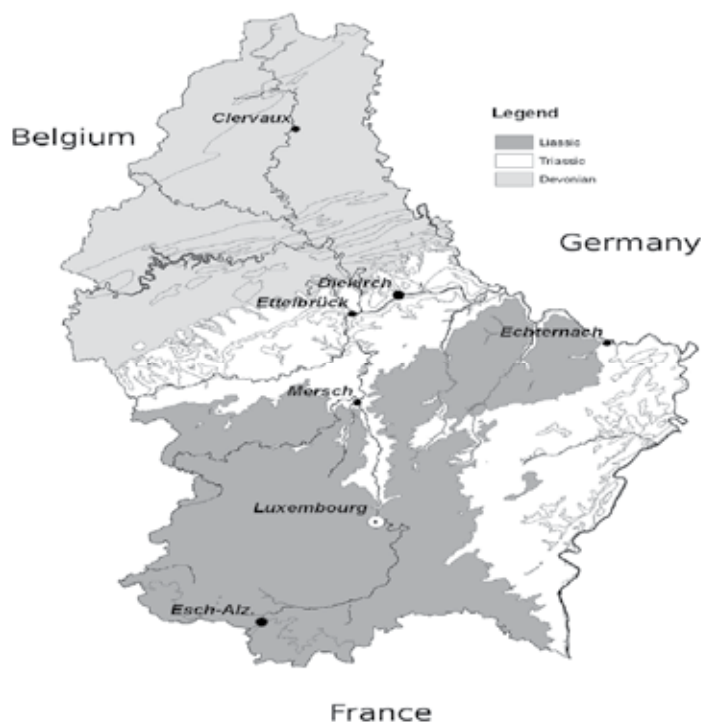 Clervaux
Belgium
Legend
Liassic
Triassic
Devonian
Germany
Diekirch
Ettelbrück
Echternach
Mersch
Luxembourg
Esch-Alz.
France